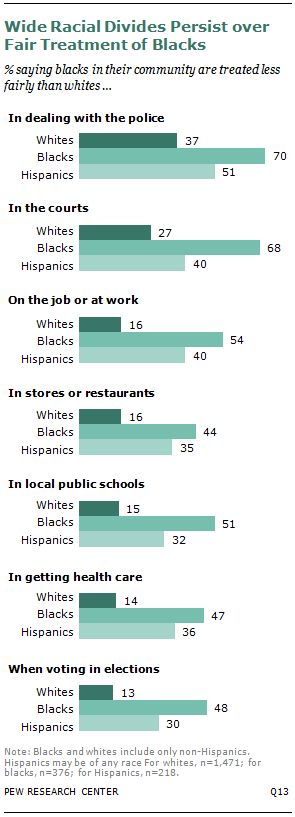 Wide Racial Divides Persist over
Fair Treatment of Blacks
% saying blacks in their community are treated less
fairly than whites ...
In dealing with the police
Whites 37
Blacks 70
Hispanics 51
In the courts
Whites 27
Blacks 68
Hispanics 40
On the job or at work
Whites 16
Blacks 54
Hispanics 40
In stores or restaurants
Whites 16
Blacks 44
Hispanics 35
In local public schools
Whites 15
Blacks 51
Hispanics 32
In getting health care
Whites 14
Blacks 47
Hispanics 36
When voting in elections
Whites 13
Blacks 48
Hispanics 30
Note: Blacks and whites include only non-Hispanics.
Hispanics may be of any race For whites, n=1,471; for
blacks, n=376; for Hispanics, n=218.
PEW RESEARCH CENTER Q13